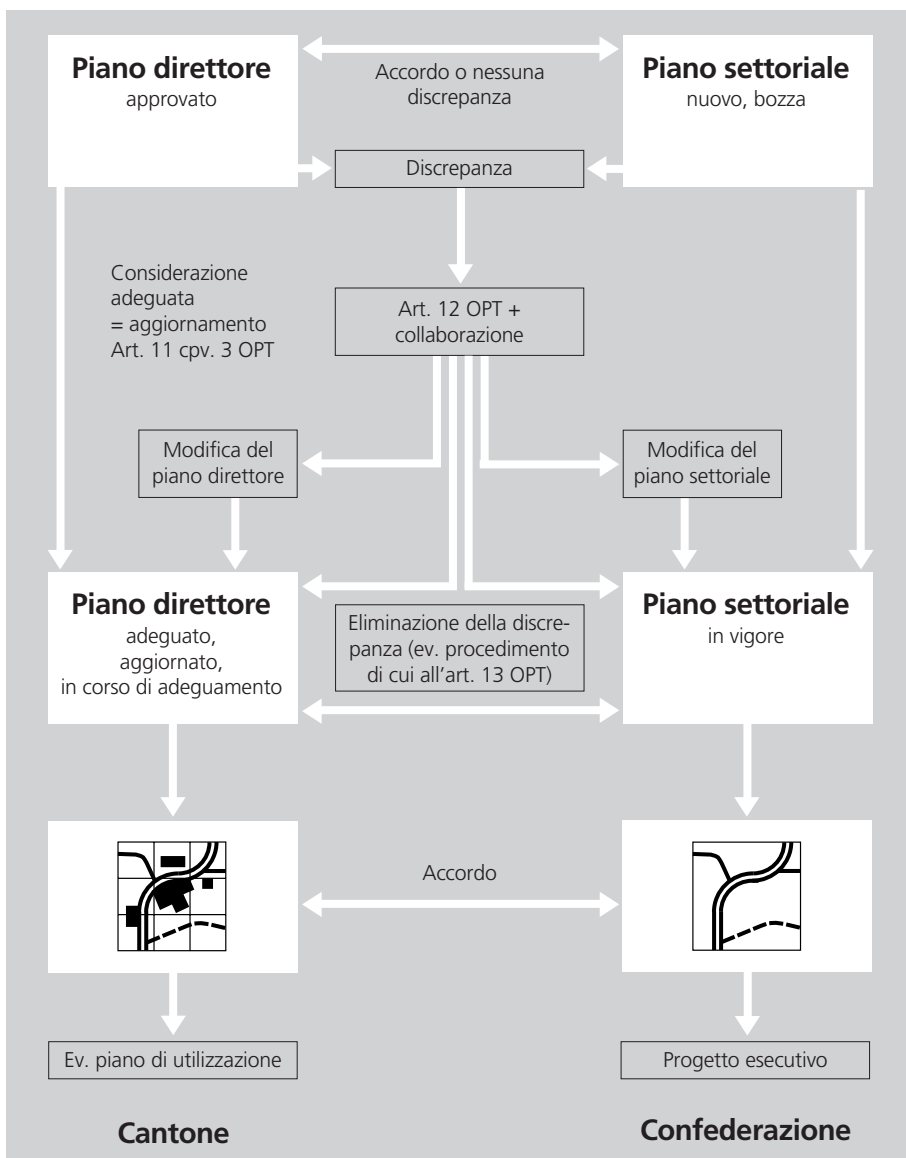 Piano direttore
approvato
Accordo o nessuna
discrepanza
Piano settoriale
nuovo, bozza
Discrepanza
Considerazione
adeguata
= aggiornamento
Art. 11 cpv. 3 OPT
Art. 12 OPT +
collaborazione
Modifica del
piano direttore
Modifica del
piano settoriale
Piano direttore
adeguato,
aggiornato,
in corso di adeguamento
Eliminazione della discre-
panza (ev. procedimento
di cui all’art. 13 OPT)
Piano settoriale
in vigore
Accordo
Ev. piano di utilizzazione
Progetto esecutivo
Cantone
Confederazione